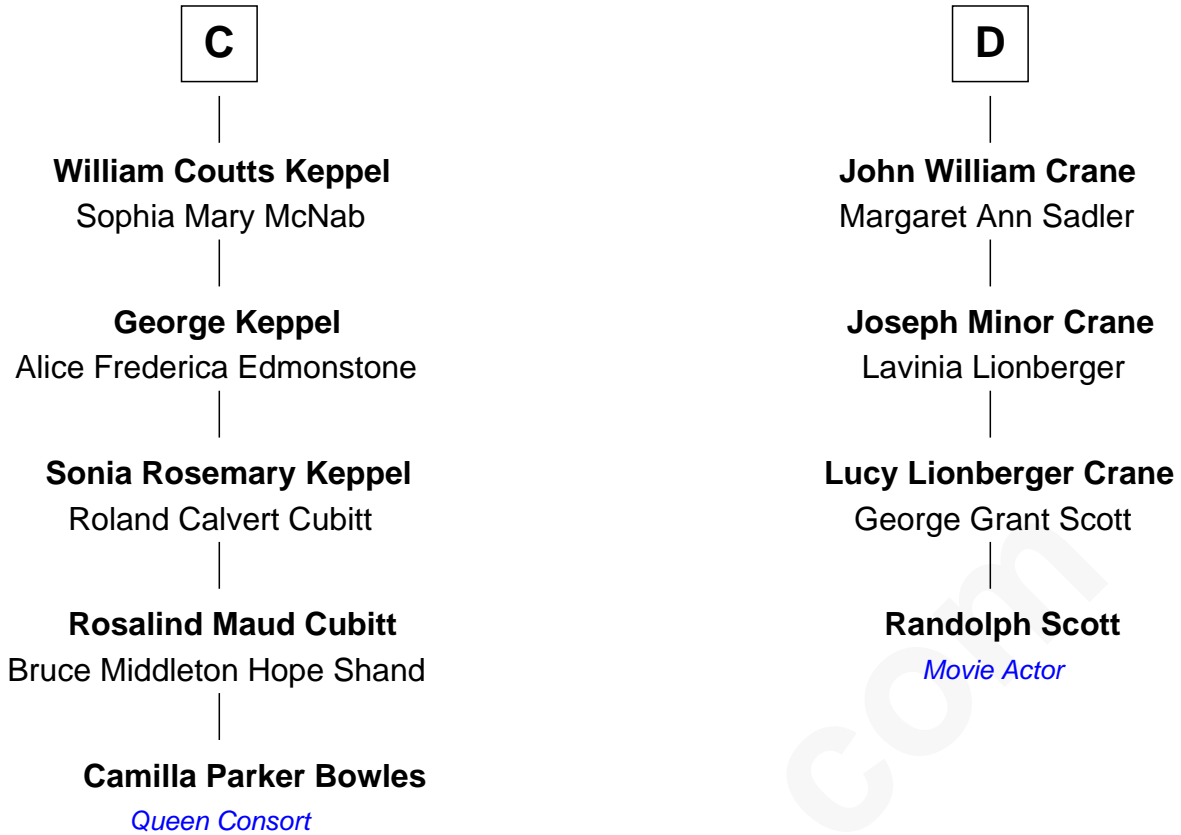 C
William Coutts Keppel
Sophia Mary McNab
George Keppel
Alice Frederica Edmonstone
Sonia Rosemary Keppel
Roland Calvert Cubitt
Rosalind Maud Cubitt
Bruce Middleton Hope Shand
Camilla Parker Bowles
Queen Consort
D
John William Crane
Margaret Ann Sadler
Joseph Minor Crane
Lavinia Lionberger
Lucy Lionberger Crane
George Grant Scott
Randolph Scott
Movie Actor
com